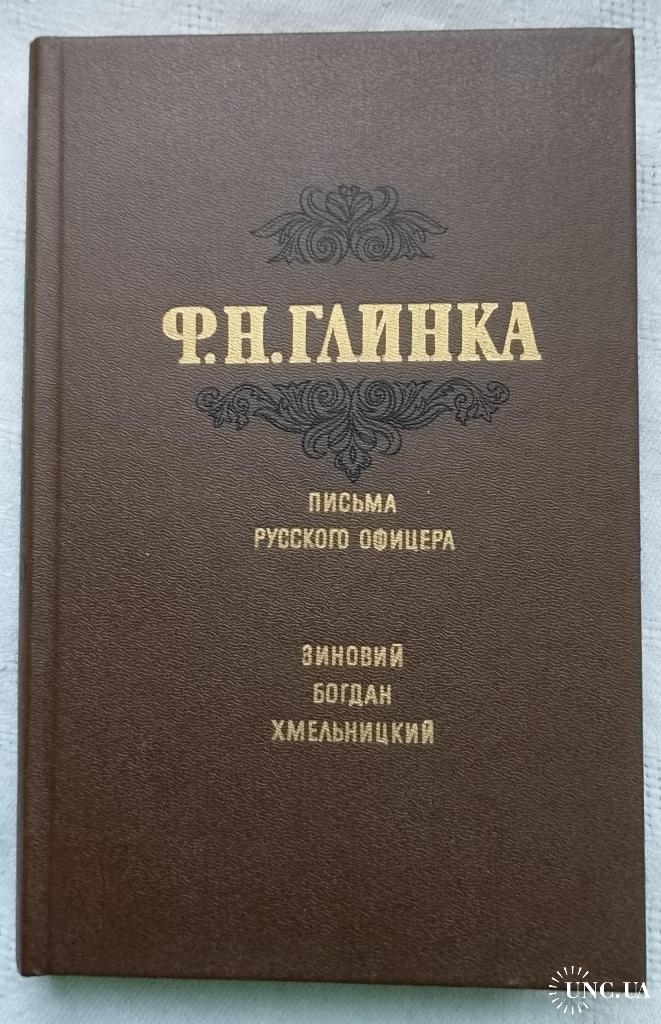 Ф.Н.ГЛИНКА
ПИСЬМА
РУССКОГО ОФИЦЕРА
ЗИНОВИЙ
БОГДАН
ХМЕЛЬНИЦКИЙ
UNC.UA